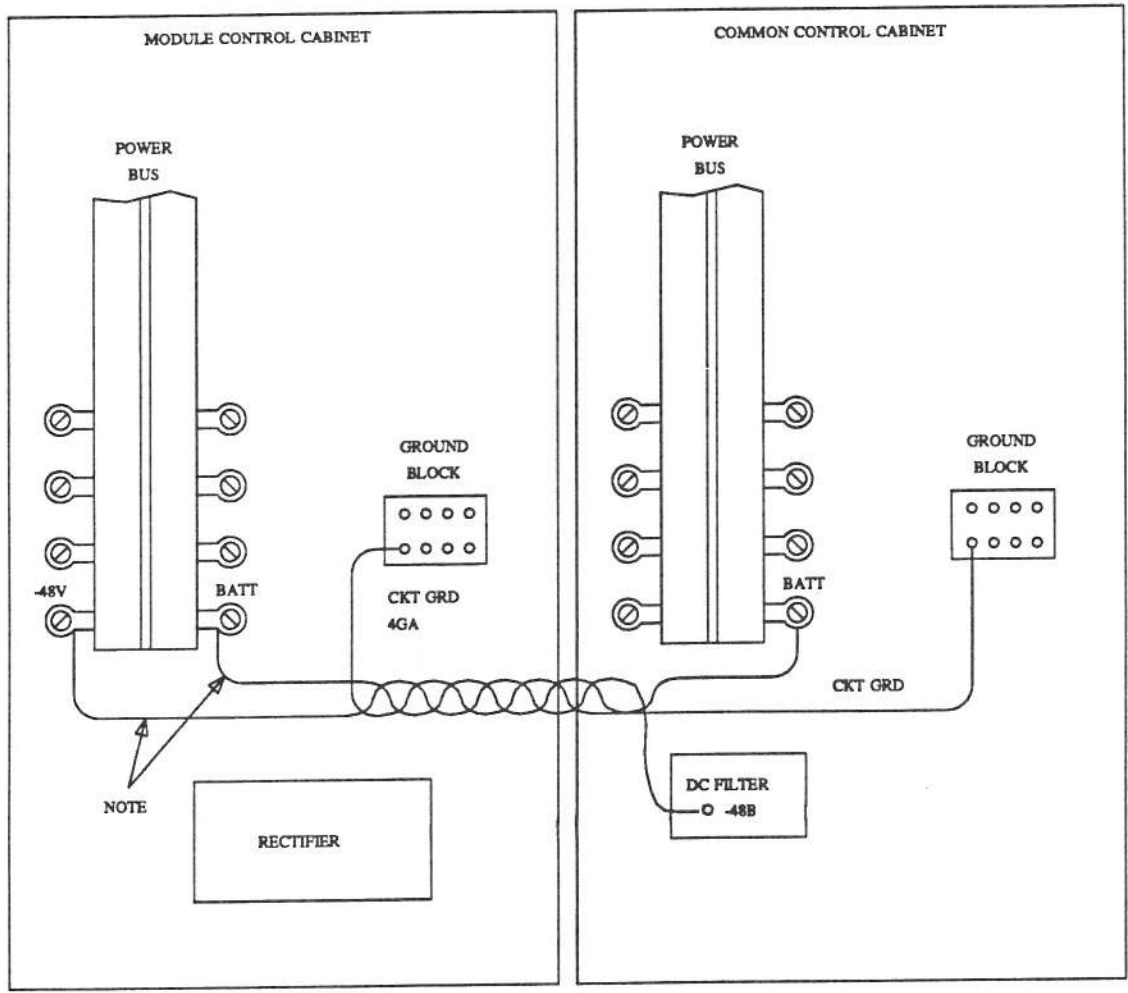 MODULE CONTROL CABINET
POWER
BUS
GROUND
BLOCK
-48V
BATT
CKT GRD
4GA
NOTE
RECTIFIER
COMMON CONTROL CABINET
POWER
BUS
GROUND
BLOCK
BATT
CKT GRD
DC FILTER
-48B